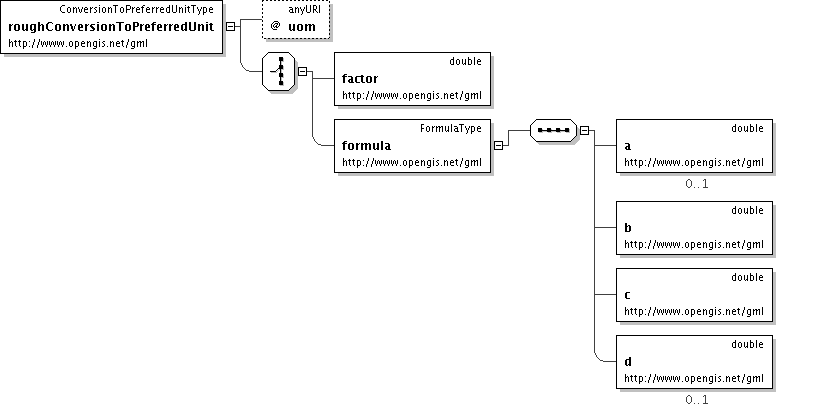 ConversionToPreferredUnitType
roughConversionToPreferredUnit
http://www.opengis.net/gml
anyURI
@ uom
double
factor
http://www.opengis.net/gml
FormulaType
formula
http://www.opengis.net/gml
double
a
http://www.opengis.net/gml
0..1
double
b
http://www.opengis.net/gml
double
c
http://www.opengis.net/gml
double
d
http://www.opengis.net/gml
0..1